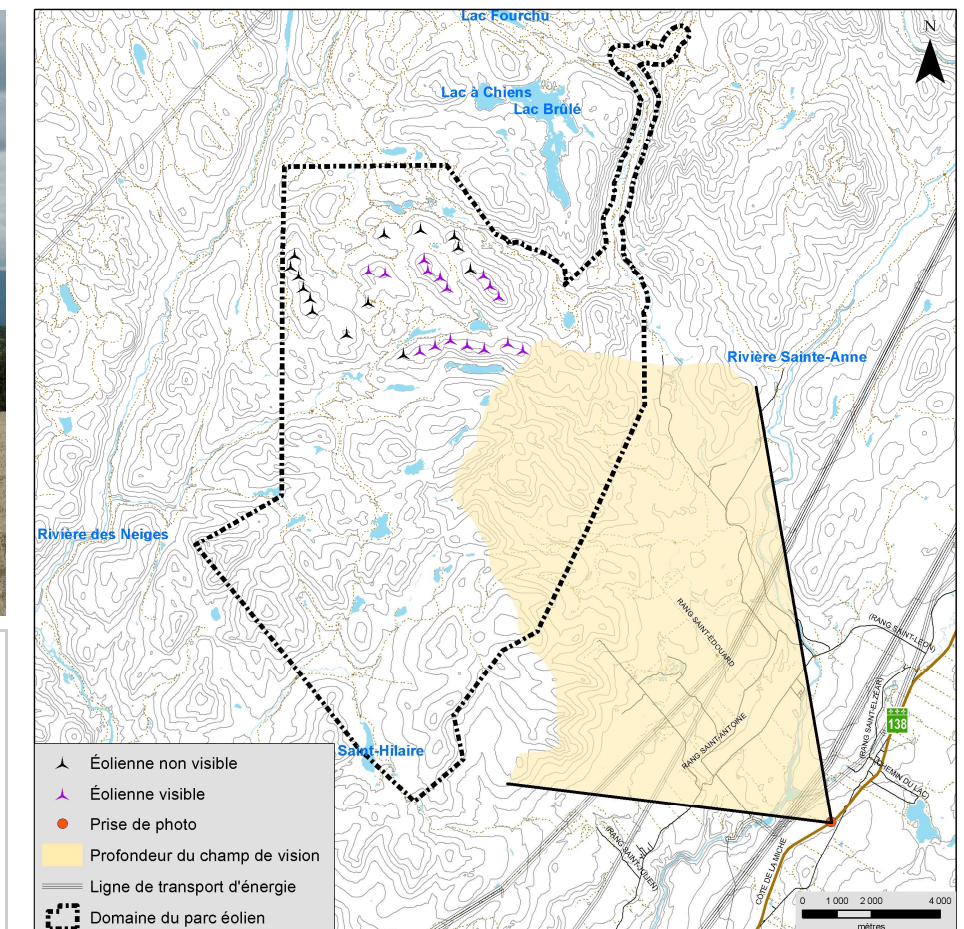 Lac Fourchu
N
Lac à Chiens
Lac Brûlé
Rivière Sainte-Anne
Rivière des Neiges
RANG SAINT-ÉDOUARD
(RANG SAINT-LÉON)
(RANG SAINT-ELZÉAR)
138
RANG SAINT-ANTOINE
Saint-Hilaire
CHEMIN DU LAC)
(RANG SAINT-JULIEN)
CÔTE DE LA MICHE
Éolienne non visible
Éolienne visible
Prise de photo
Profondeur du champ de vision
Ligne de transport d'énergie
Domaine du parc éolien
0 1 000 2 000 4 000
mètres